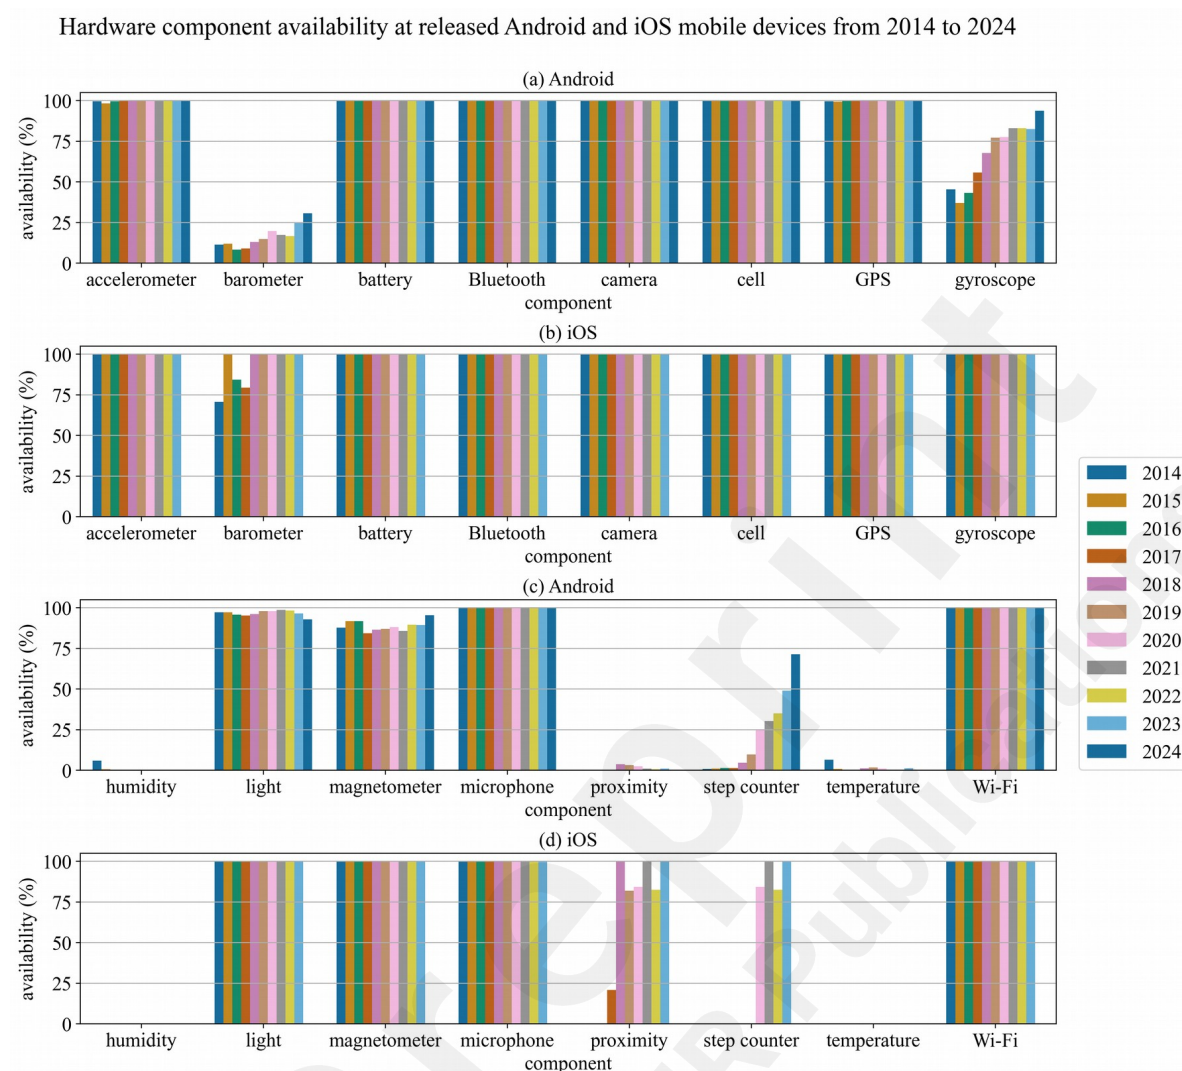 Hardware component availability at released Android and iOS mobile devices from 2014 to 2024
(a) Android
availability (%)
100
75
50
25
0
accelerometer barometer battery Bluetooth camera cell GPS gyroscope
component
(b) iOS
availability (%)
100
75
50
25
0
accelerometer barometer battery Bluetooth camera cell GPS gyroscope
component
(c) Android
availability (%)
100
75
50
25
0
humidity light magnetometer microphone proximity step counter temperature Wi-Fi
component
(d) iOS
availability (%)
100
75
50
25
0
humidity light magnetometer microphone proximity step counter temperature Wi-Fi
component
2014
2015
2016
2017
2018
2019
2020
2021
2022
2023
2024
reprint
R Publication